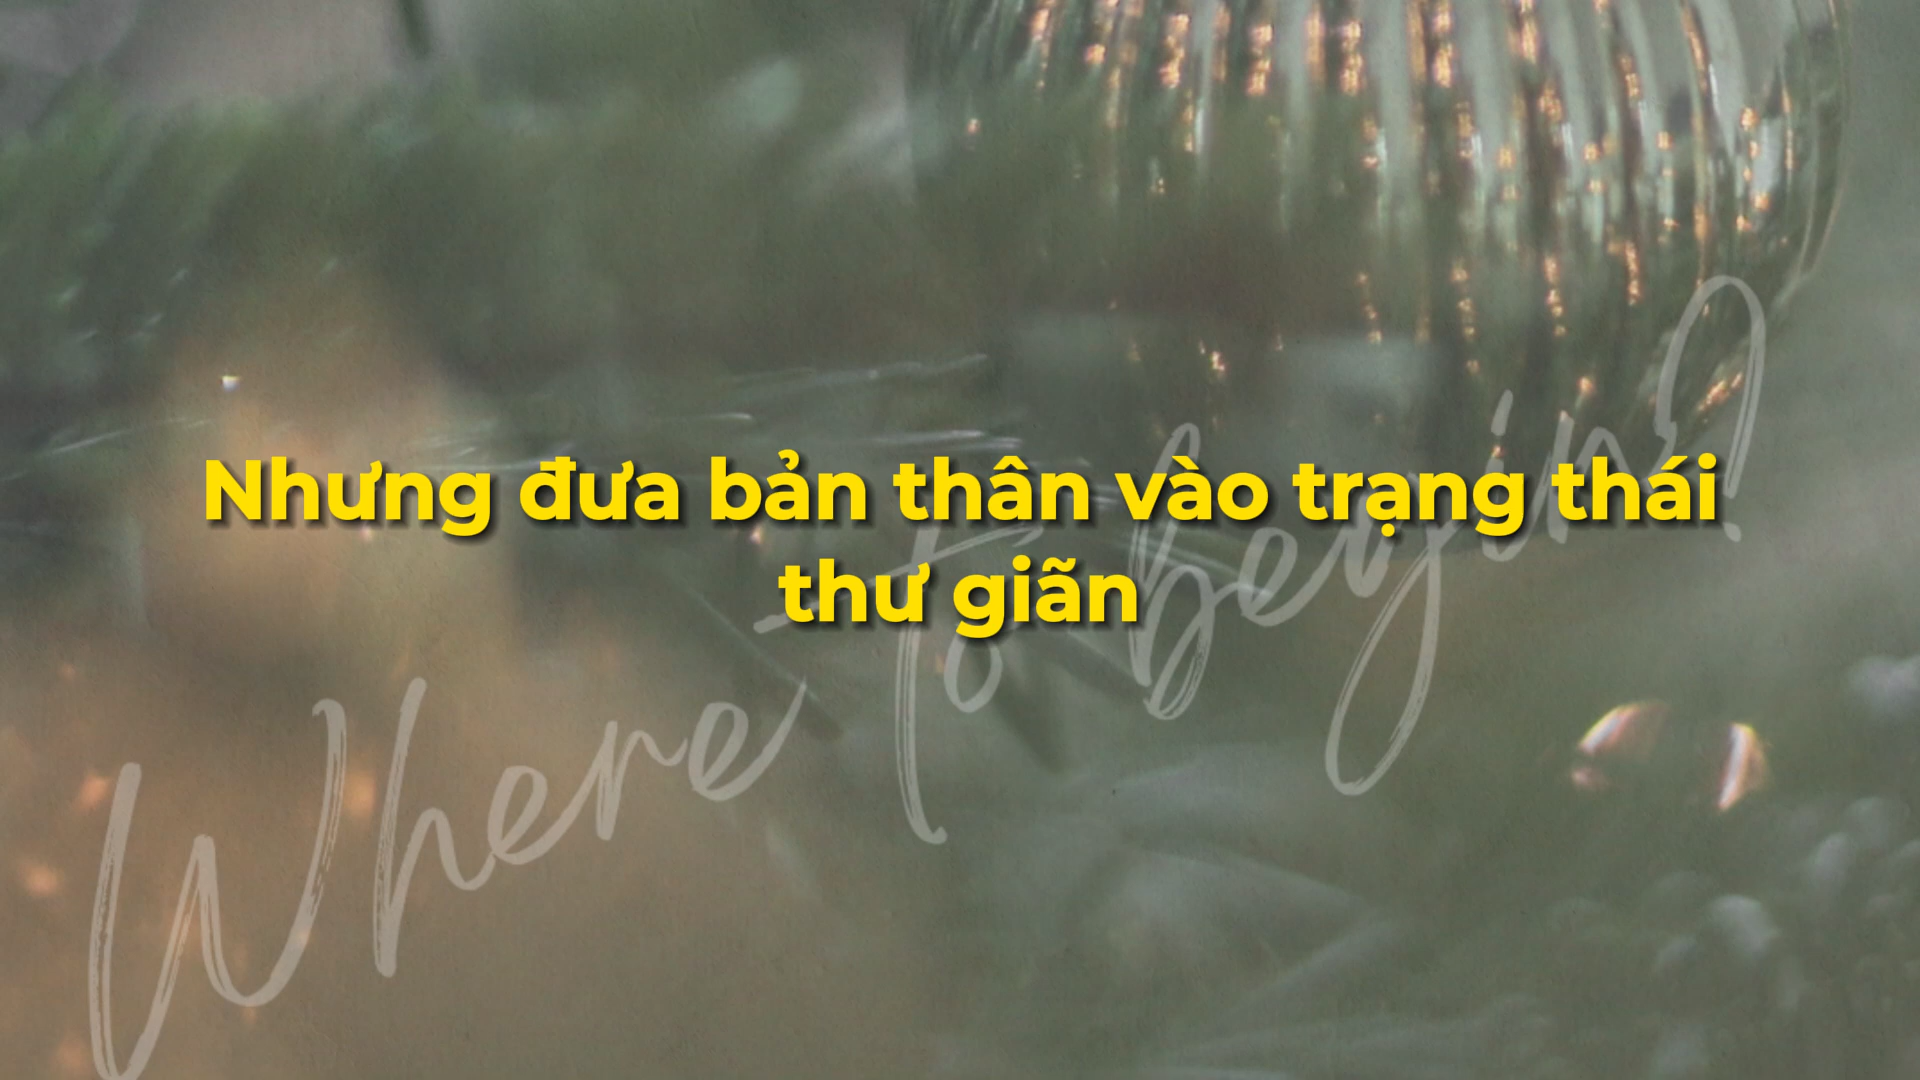 Nhưng đưa bản thân vào trạng thái
thư giãn
Where to begin?